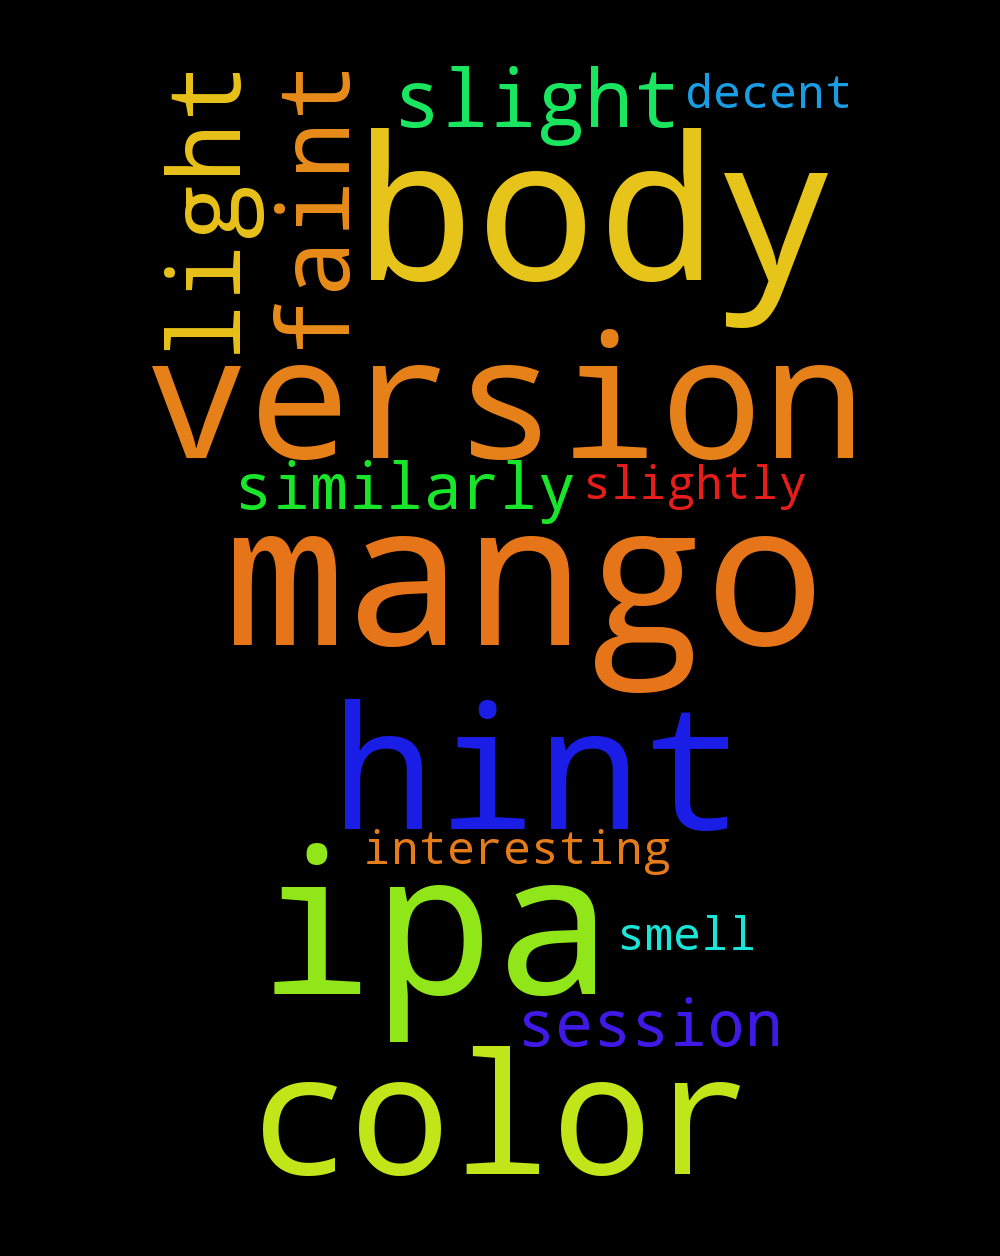 light
faint
slight
decent
body
version
similarly
slightly
mango
hint
interesting
ipa
smell
session
color